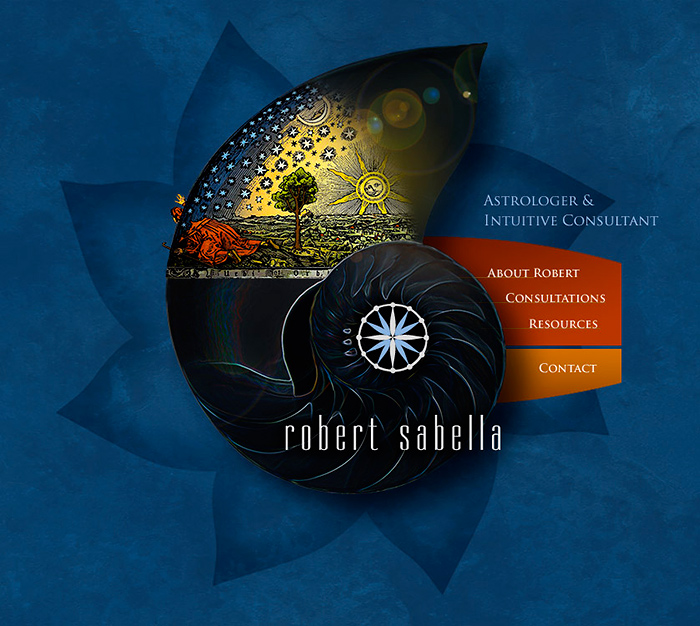 Astrologer &
Intuitive Consultant
About Robert
Consultations
Resources
Contact
robert sabella